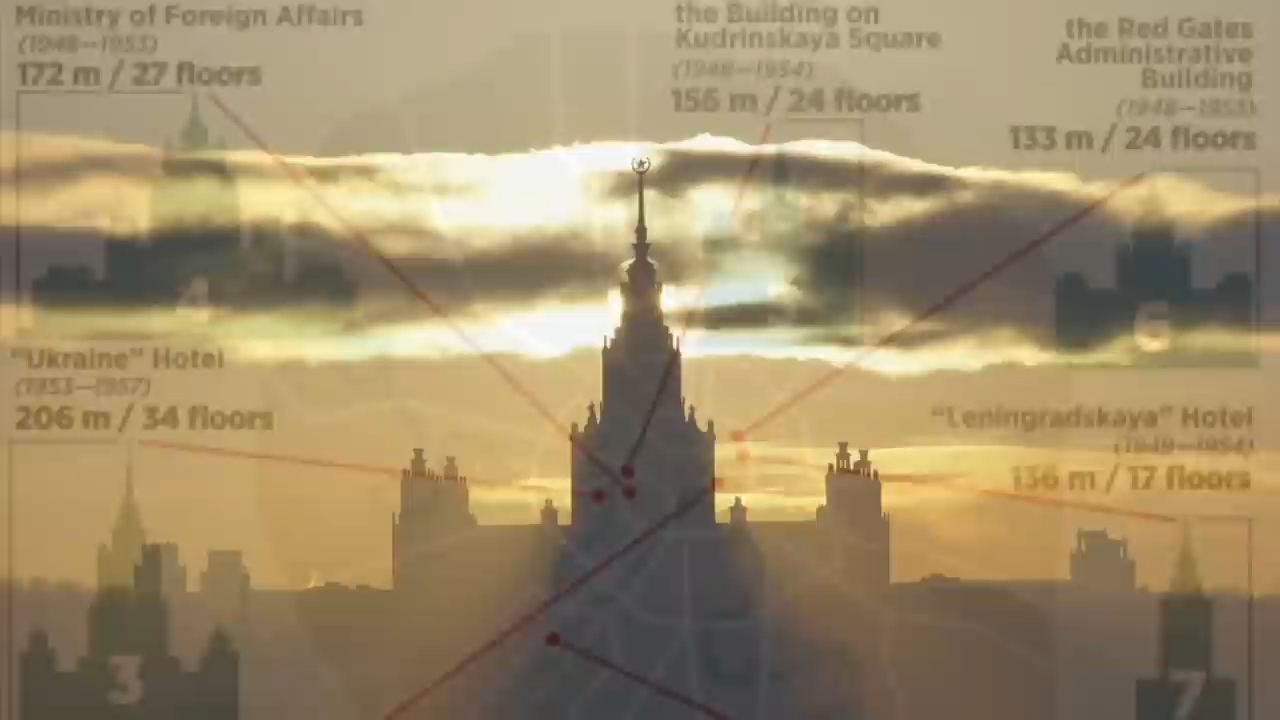 Ministry of Foreign Affairs
(1948—1953)
172 m / 27 floors
the Building on
Kudrinskaya Square
(1948—1954)
156 m / 24 floors
the Red Gates
Administrative
Building
(1948—1953)
133 m / 24 floors
4
6
"Ukraine" Hotel
(1953—1957)
206 m / 34 floors
"Leningradskaya" Hotel
(1949—1954)
136 m / 17 floors
3
7